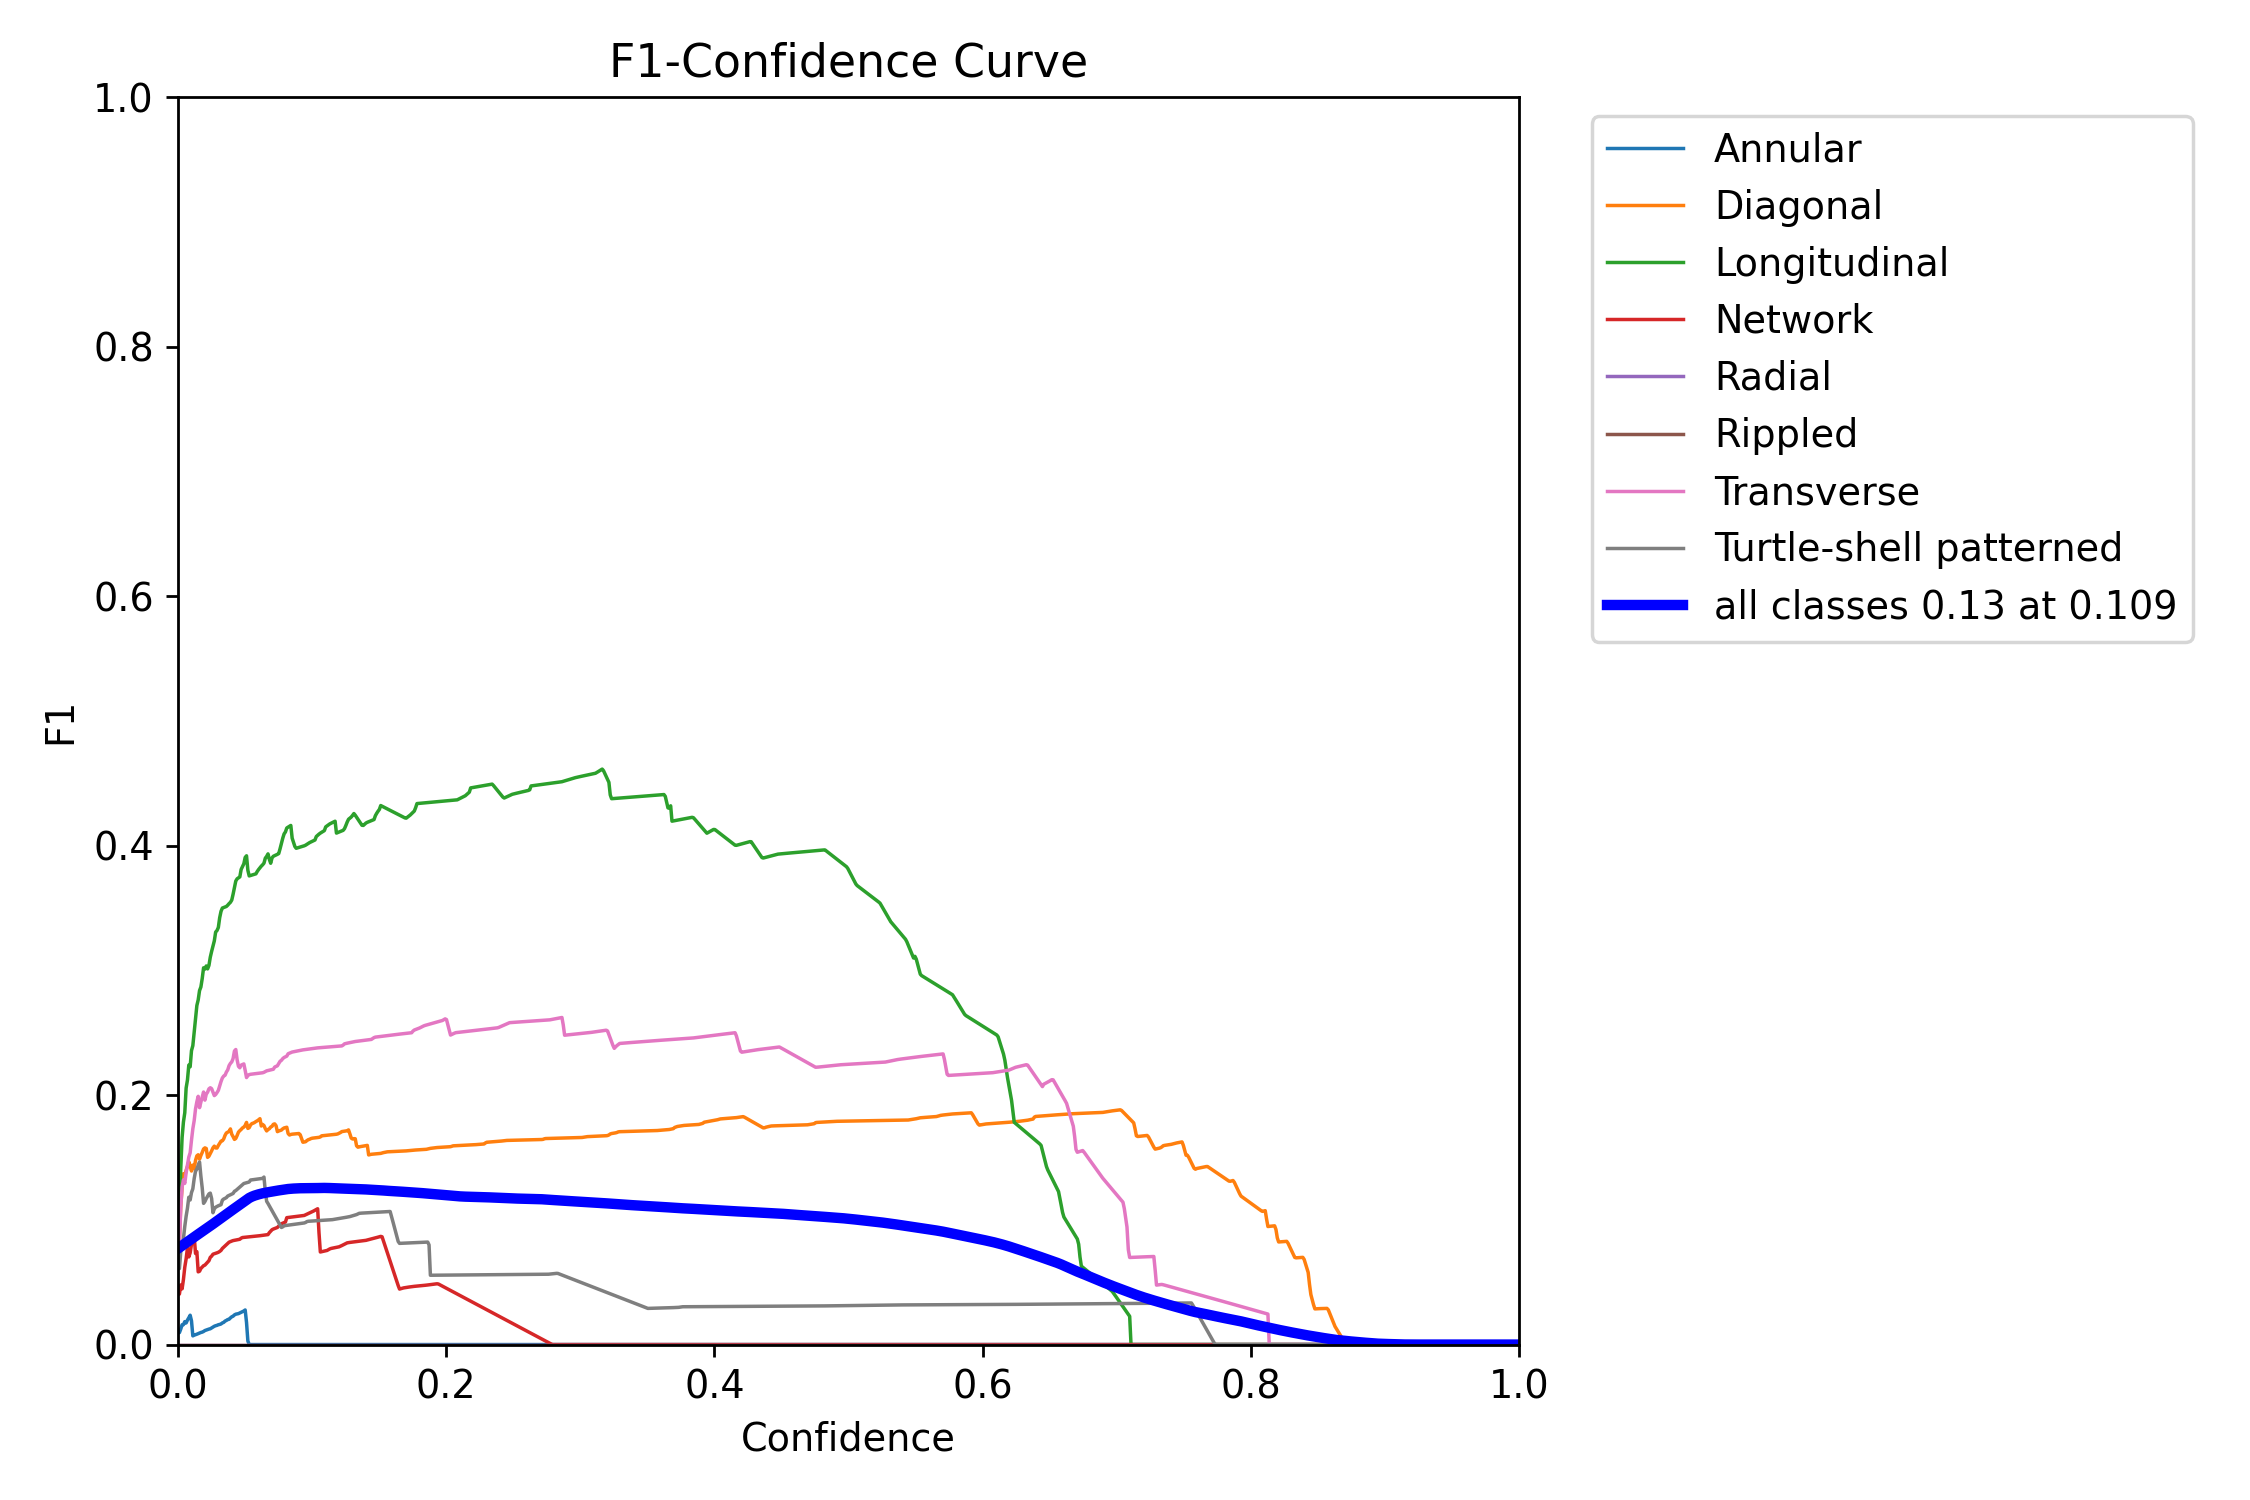 F1-Confidence Curve
1.0
0.8
0.6
0.4
0.2
0.0
F1
0.0 0.2 0.4 0.6 0.8 1.0
Confidence
Annular
Diagonal
Longitudinal
Network
Radial
Rippled
Transverse
Turtle-shell patterned
all classes 0.13 at 0.109